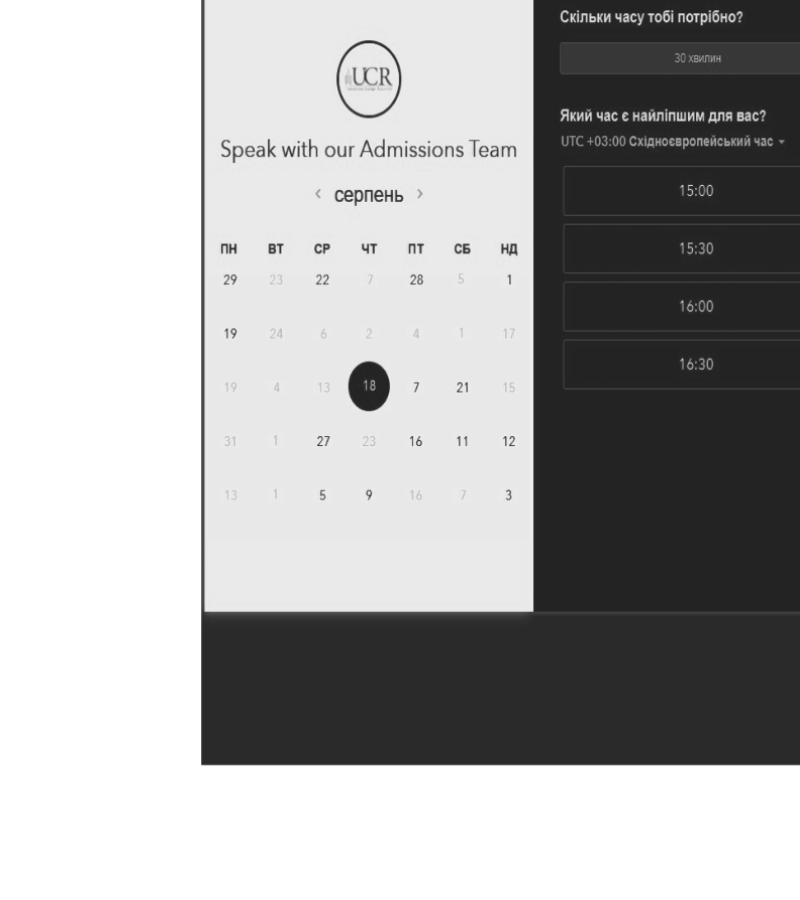 UCR
Speak with our Admissions Team
‹ серпень ›
ПН ВТ СР ЧТ ПТ СБ НД
29 23 22 7 28 5 1
19 24 6 2 4 1 17
19 4 13 18 7 21 15
31 1 27 23 16 11 12
13 1 5 9 16 7 3
Скільки часу тобі потрібно?
30 хвилин
Який час є найліпшим для вас?
UTC +03:00 Східноєвропейський час
15:00
15:30
16:00
16:30